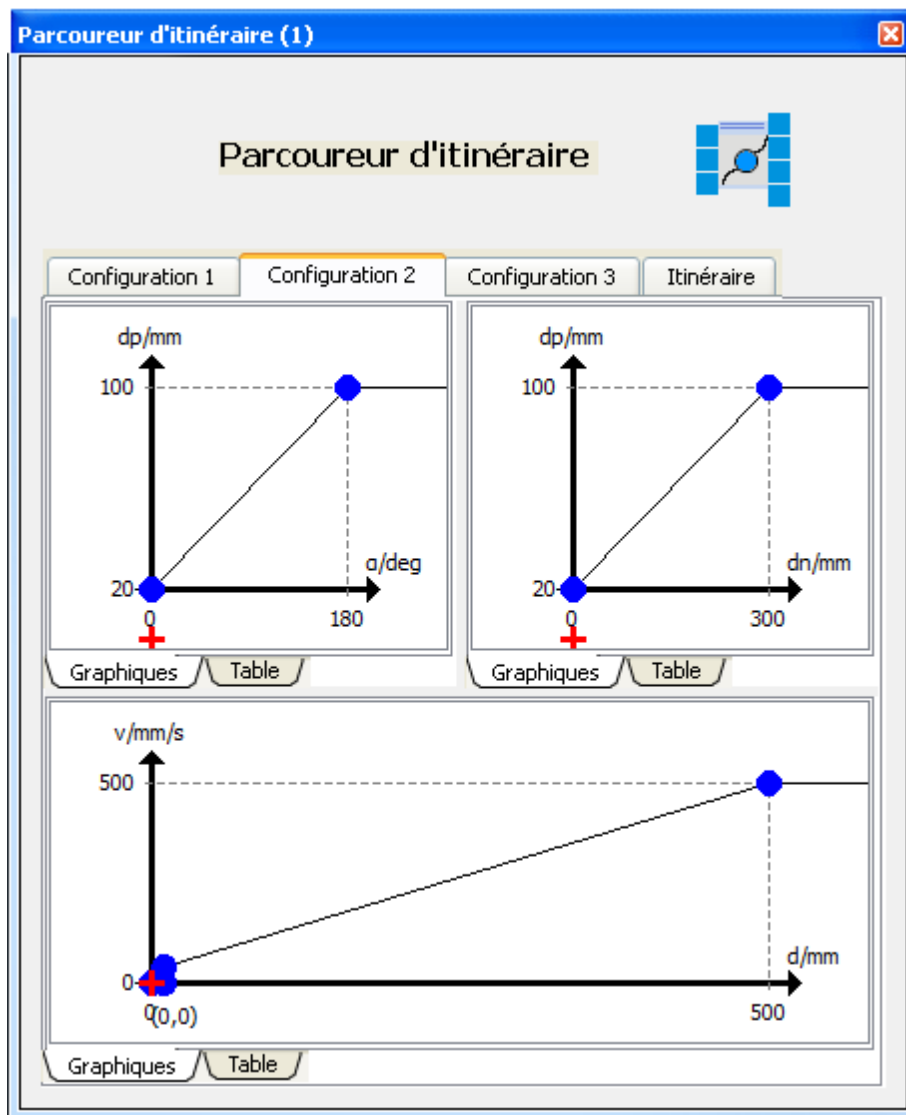 Parcoureur d'itinéraire (1)
Parcoureur d'itinéraire
Configuration 1 Configuration 2 Configuration 3 Itinéraire
dp/mm
100
a/deg
20
0 180
Graphiques Table
dp/mm
100
dn/mm
20
0 300
Graphiques Table
v/mm/s
500
d/mm
0
0 (0,0) 500
Graphiques Table